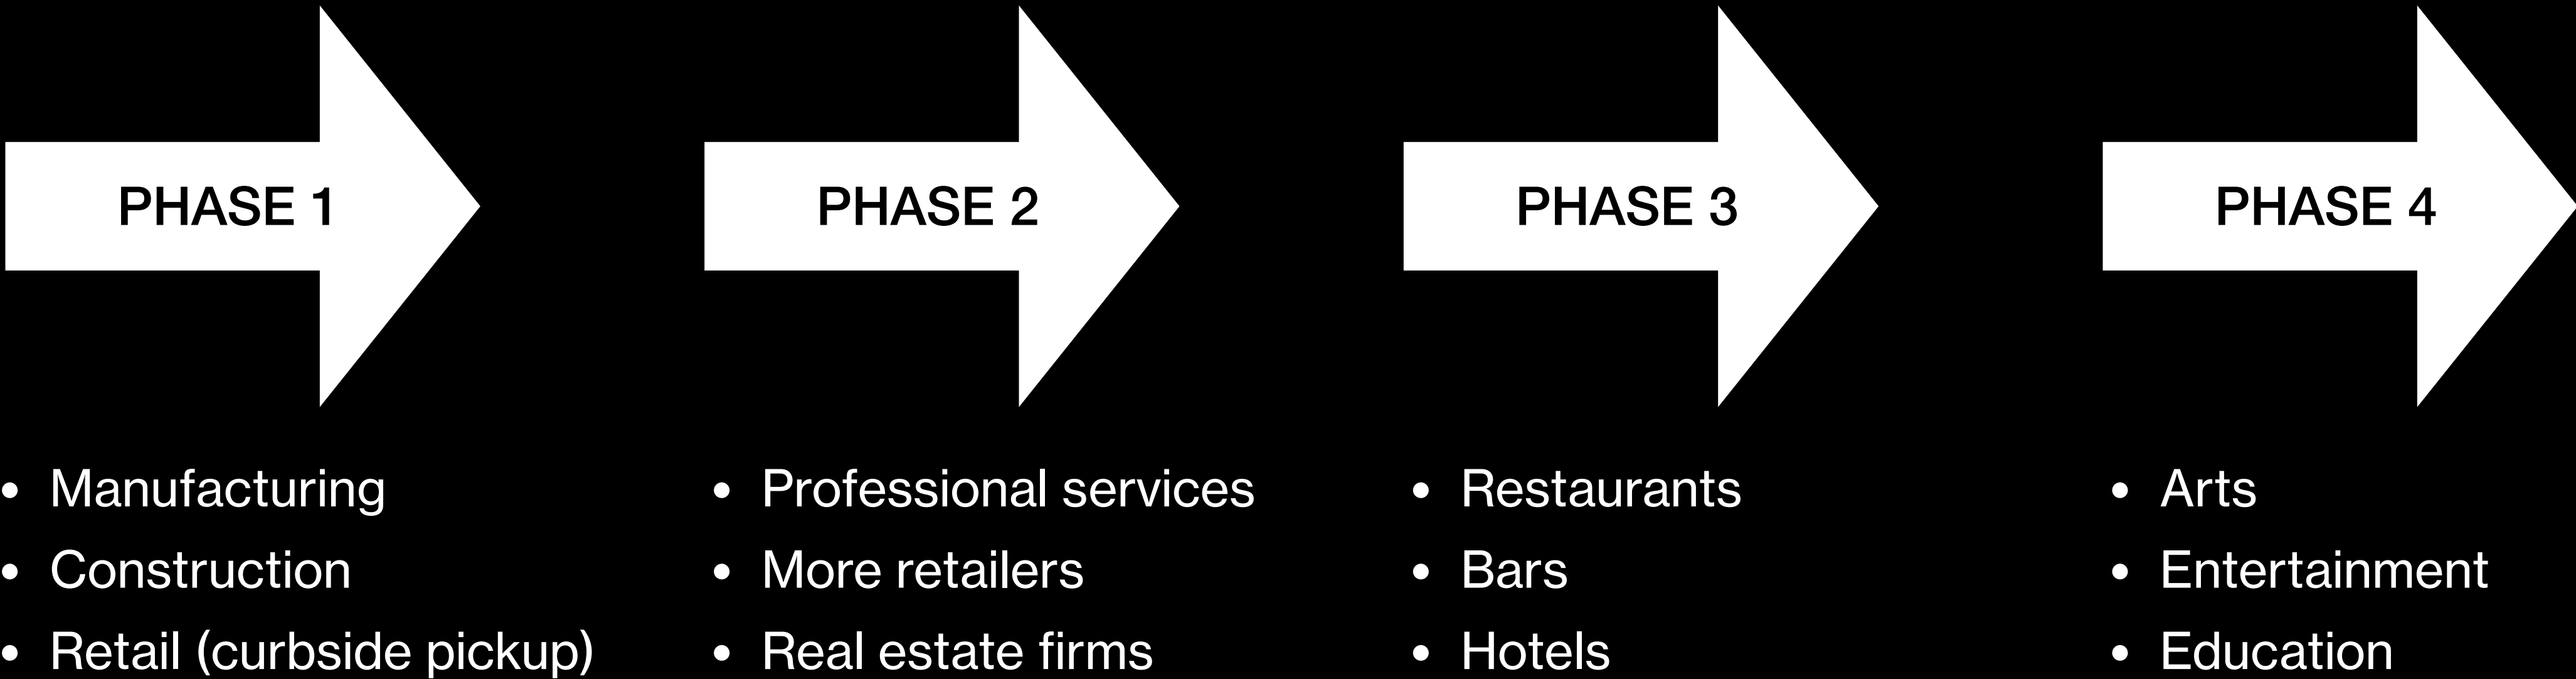 PHASE 1
PHASE 2
PHASE 3
PHASE 4
• Manufacturing
• Construction
• Retail (curbside pickup)
• Professional services
• More retailers
• Real estate firms
• Restaurants
• Bars
• Hotels
• Arts
• Entertainment
• Education